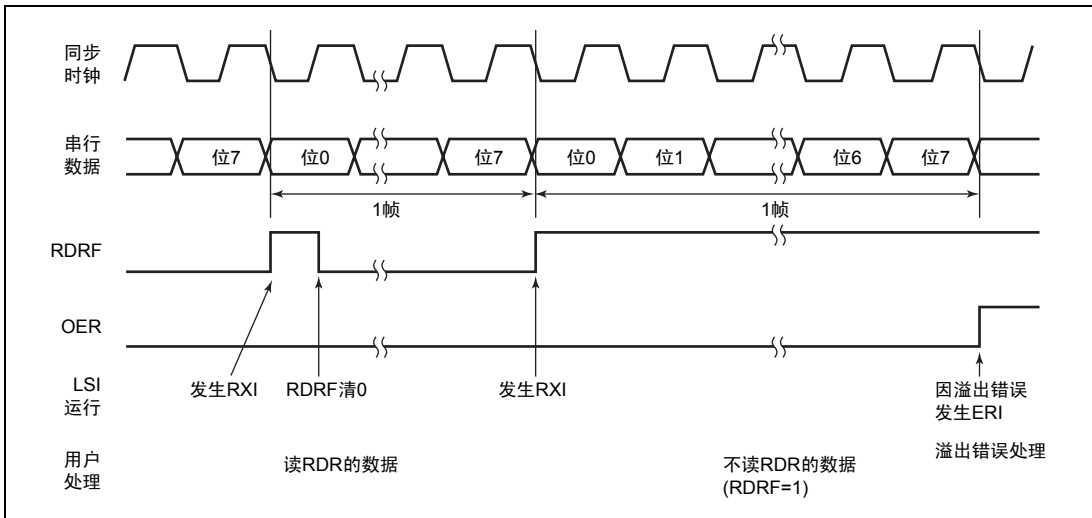 同步
时钟
串行
数据
位7
位0
位7
位0
位1
位6
位7
1帧
1帧
RDRF
OER
LSI
运行
发生RXI
RDRF清0
发生RXI
因溢出错误
发生ERI
用户
处理
读RDR的数据
不读RDR的数据
(RDRF=1)
溢出错误处理